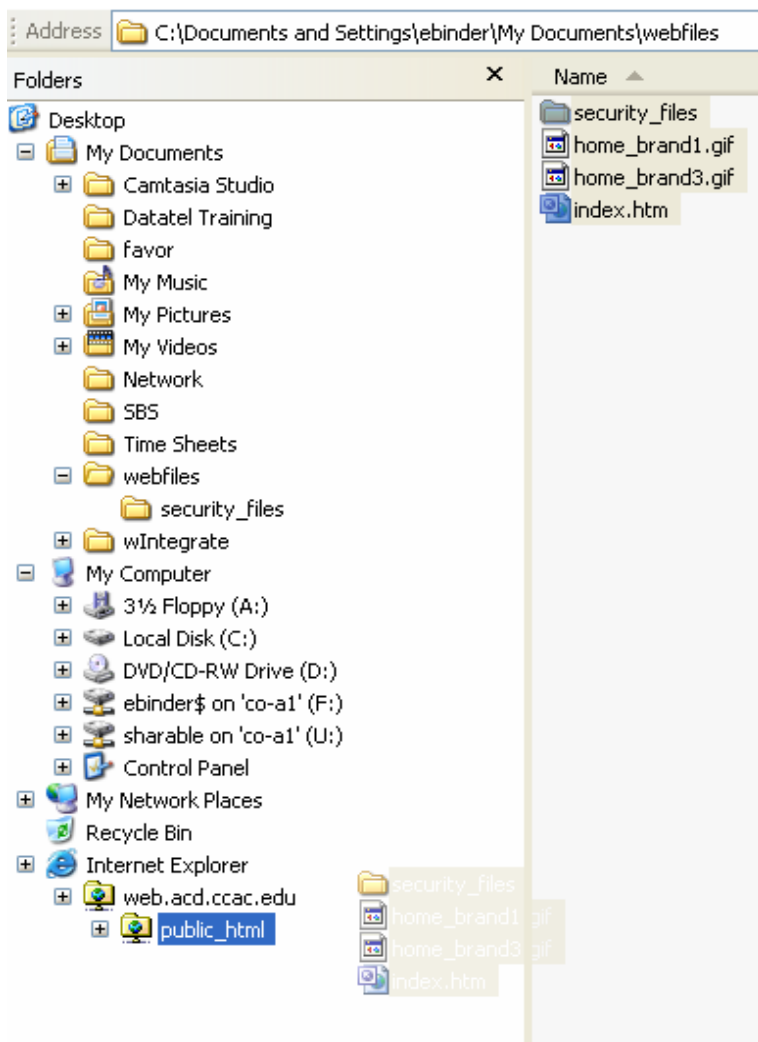 Address C:\Documents and Settings\ebinder\My Documents\webfiles
Folders
Desktop
My Documents
Camtasia Studio
Datatel Training
favor
My Music
My Pictures
My Videos
Network
SBS
Time Sheets
webfiles
security_files
wIntegrate
My Computer
3½ Floppy (A:)
Local Disk (C:)
DVD/CD-RW Drive (D:)
ebinder$ on 'co-a1' (F:)
sharable on 'co-a1' (U:)
Control Panel
My Network Places
Recycle Bin
Internet Explorer
web.acd.ccac.edu
public_html
Name
security_files
home_brand1.gif
home_brand3.gif
index.htm
security_files
home_brand1.gif
home_brand3.gif
index.htm